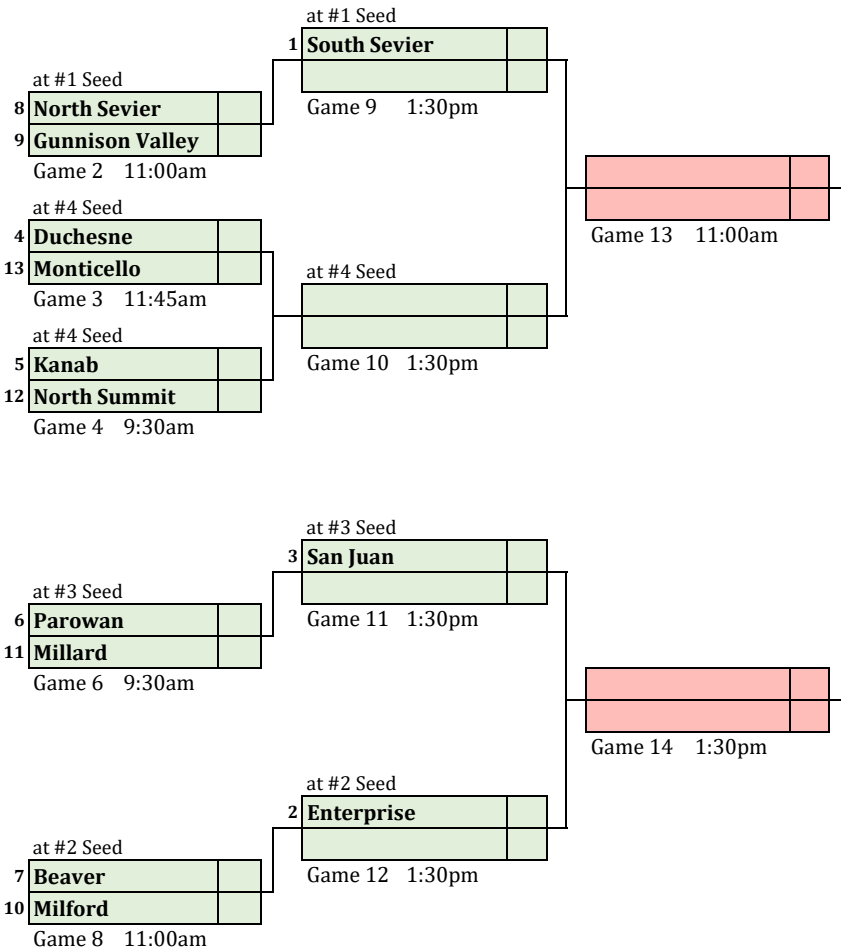 at #1 Seed
1 South Sevier
Game 9 1:30pm
at #1 Seed
8 North Sevier
9 Gunnison Valley
Game 2 11:00am
at #4 Seed
4 Duchesne
13 Monticello
Game 3 11:45am
at #4 Seed
5 Kanab
12 North Summit
Game 4 9:30am
at #4 Seed
Game 10 1:30pm
Game 13 11:00am
at #3 Seed
3 San Juan
Game 11 1:30pm
at #3 Seed
6 Parowan
11 Millard
Game 6 9:30am
at #2 Seed
2 Enterprise
Game 12 1:30pm
at #2 Seed
7 Beaver
10 Milford
Game 8 11:00am
Game 14 1:30pm